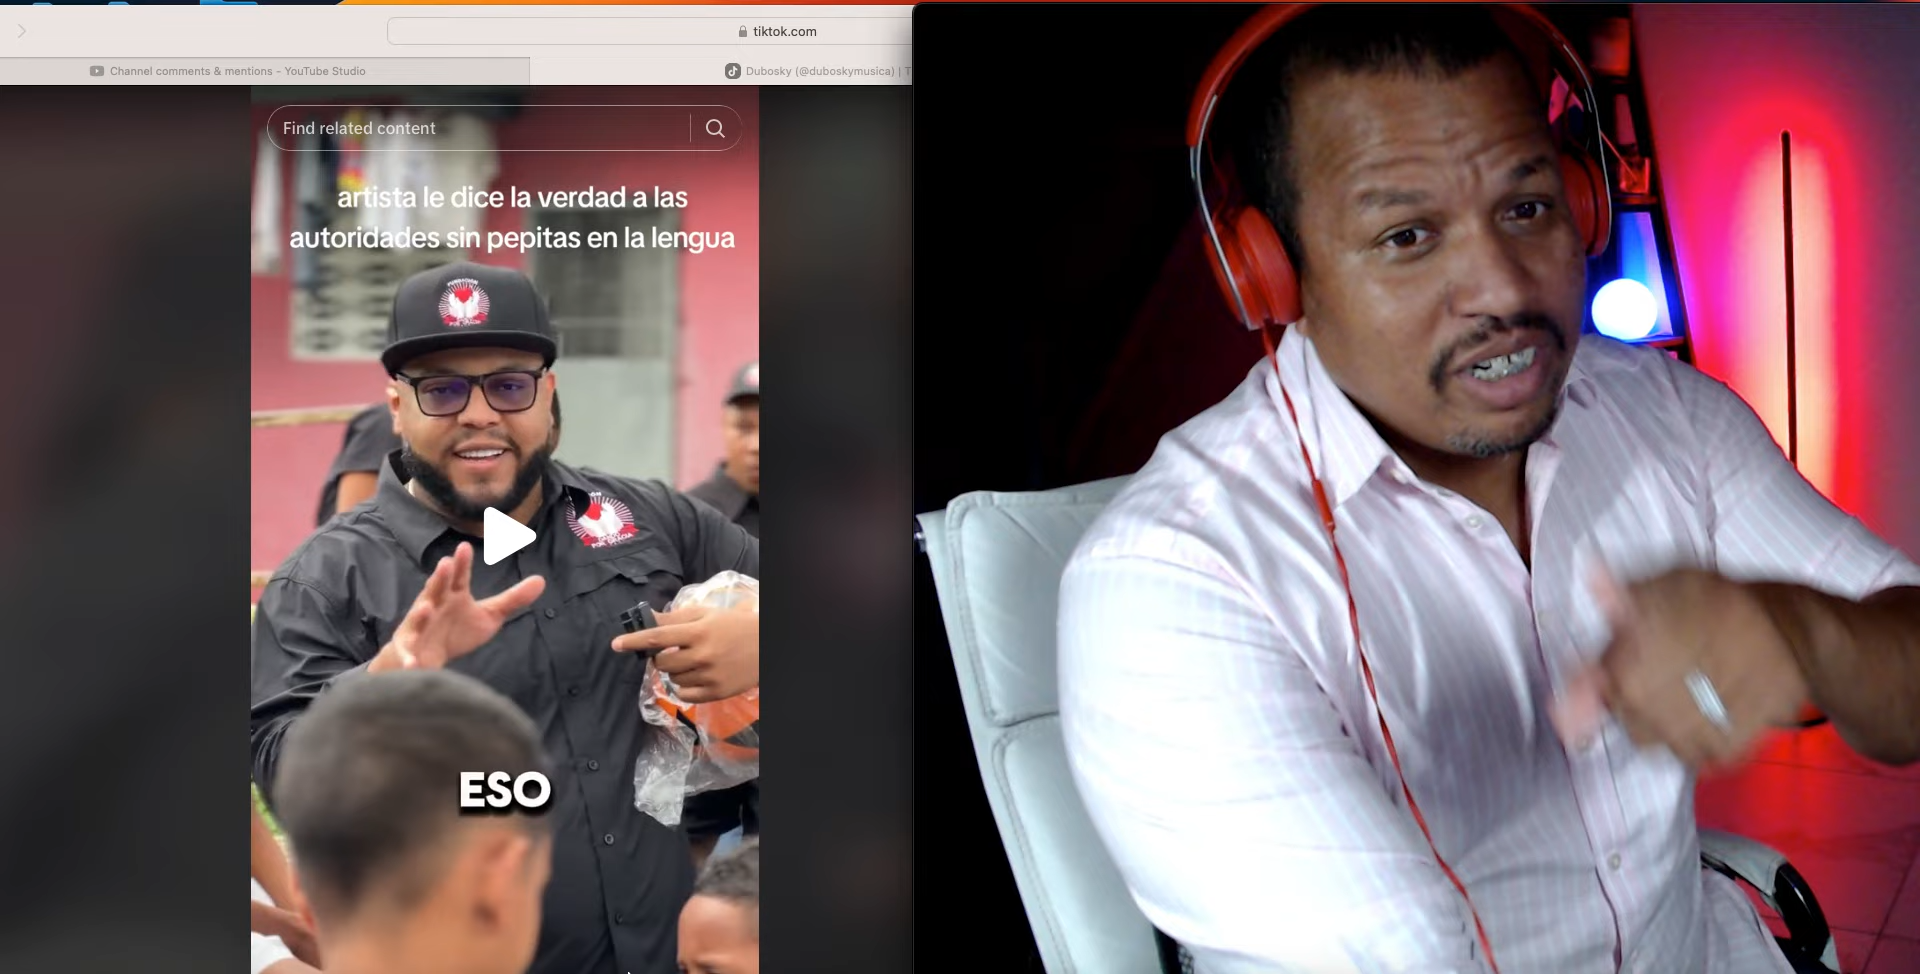 tiktok.com
Channel comments & mentions - YouTube Studio
Dubosky (@duboskymusica) | T
Find related content
artista le dice la verdad a las
autoridades sin pepitas en la lengua
ESO